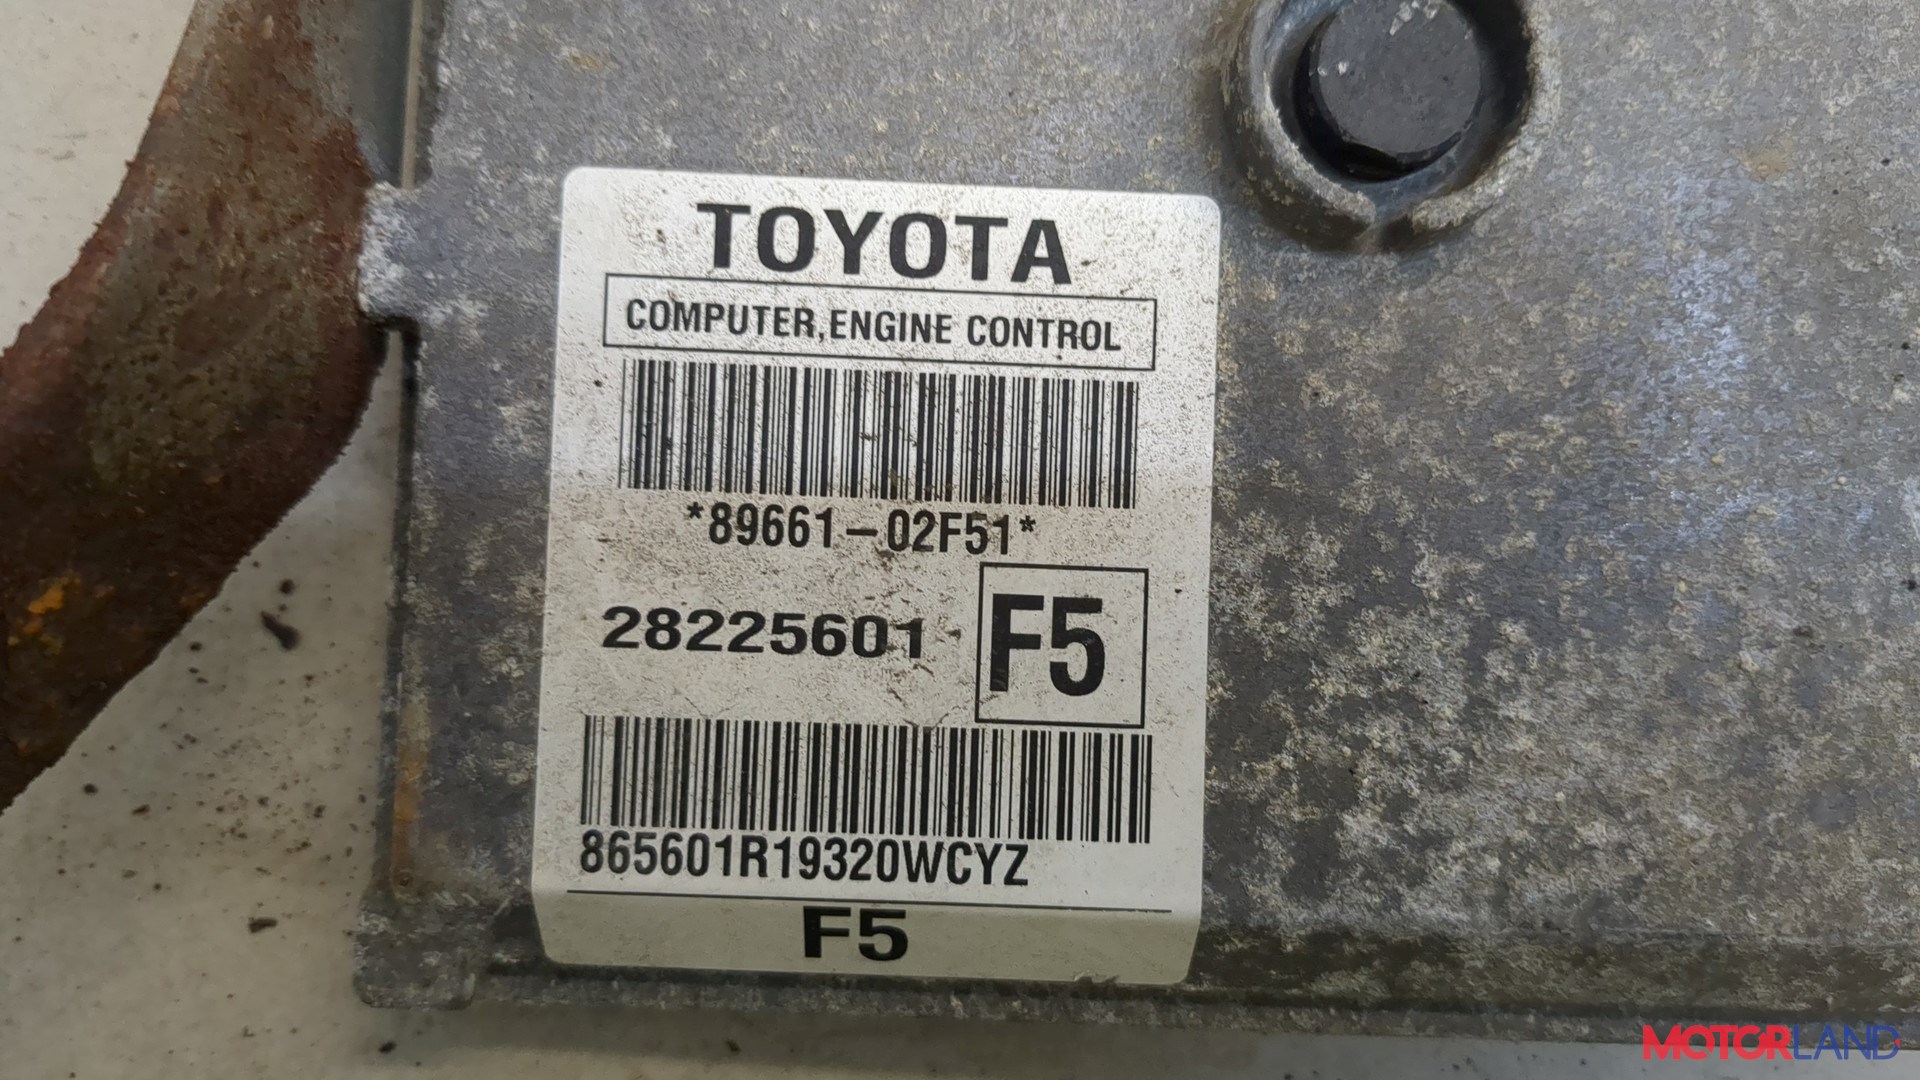 TOYOTA
COMPUTER,ENGINE CONTROL
*89661-02F51*
28225601 F5
865601R19320WCYZ
F5
MOTORLAND